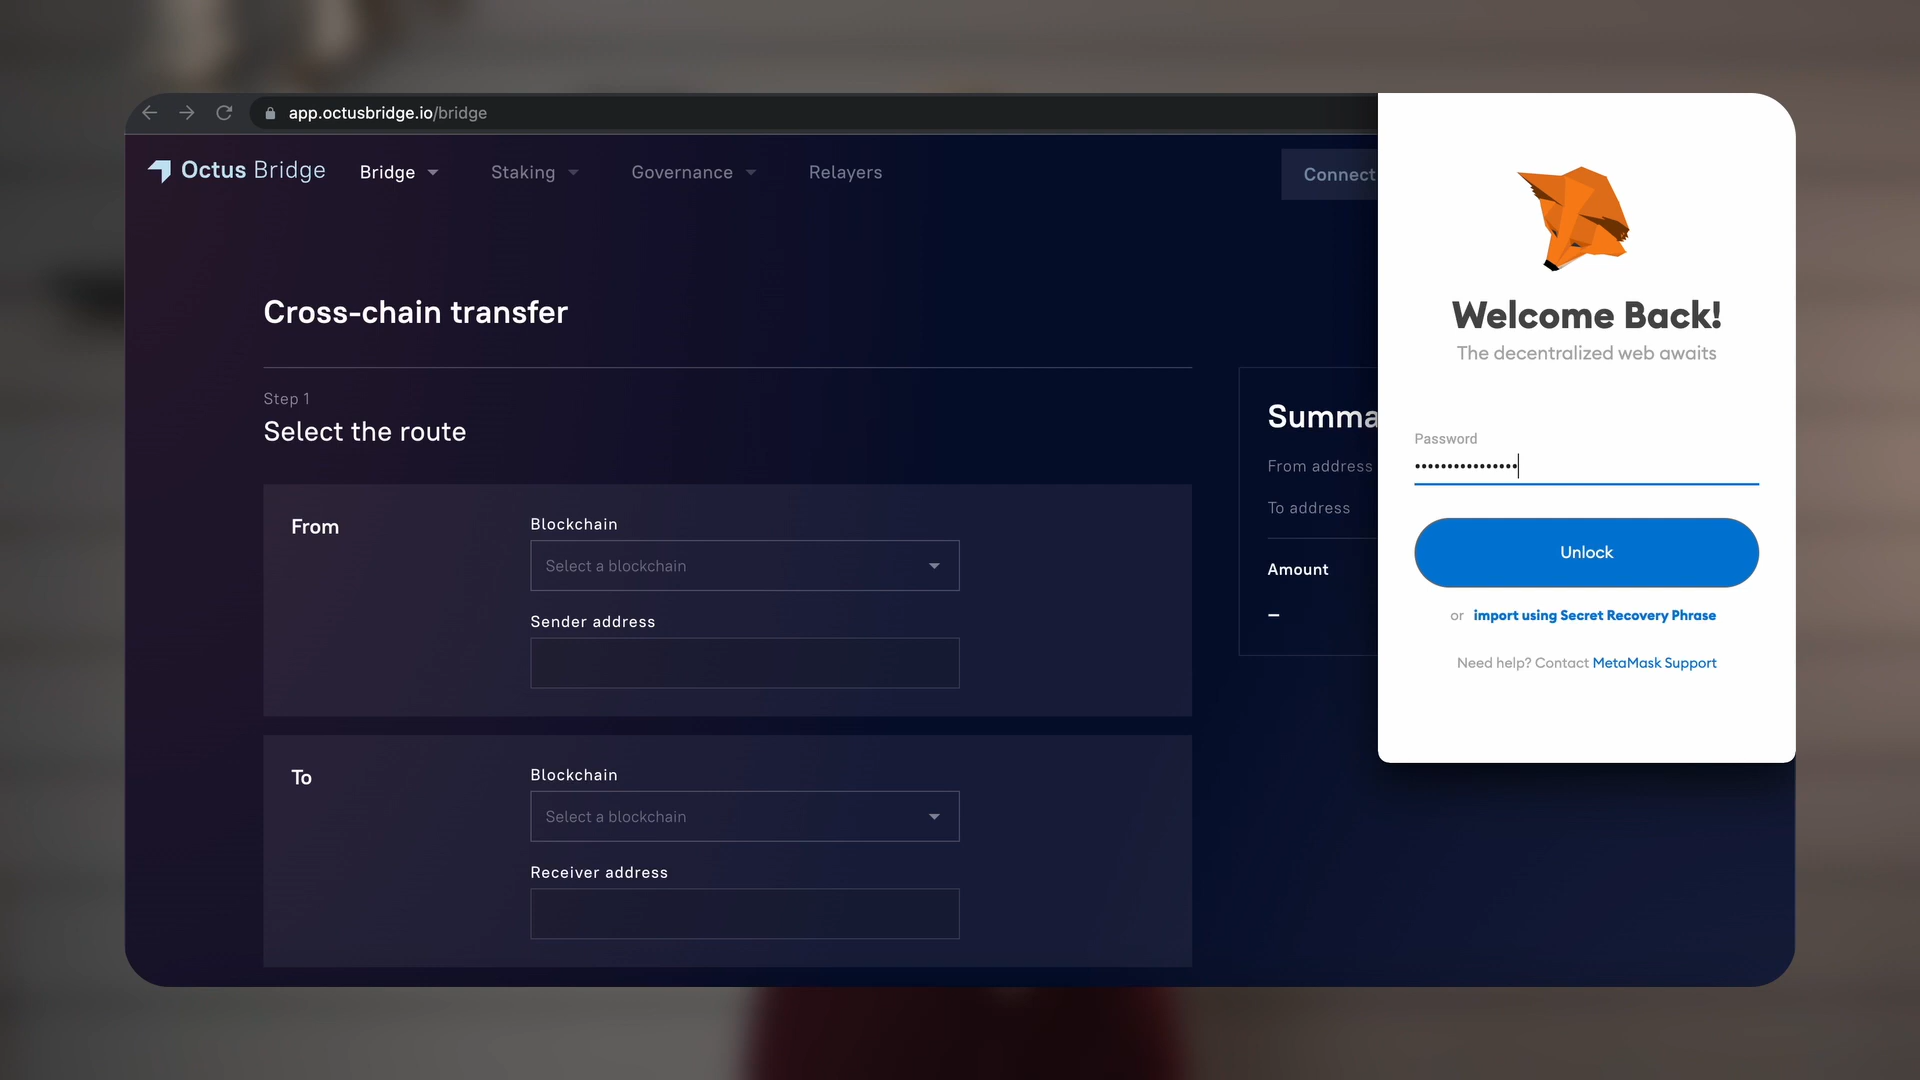 app.octusbridge.io/bridge
Octus Bridge
Bridge
Staking
Governance
Relayers
Connect
Cross-chain transfer
Step 1
Select the route
From
Blockchain
Select a blockchain
Sender address
To
Blockchain
Select a blockchain
Receiver address
Summa
From address
To address
Amount
–
Welcome Back!
The decentralized web awaits
Password
••••••••••••••••
Unlock
or import using Secret Recovery Phrase
Need help? Contact MetaMask Support